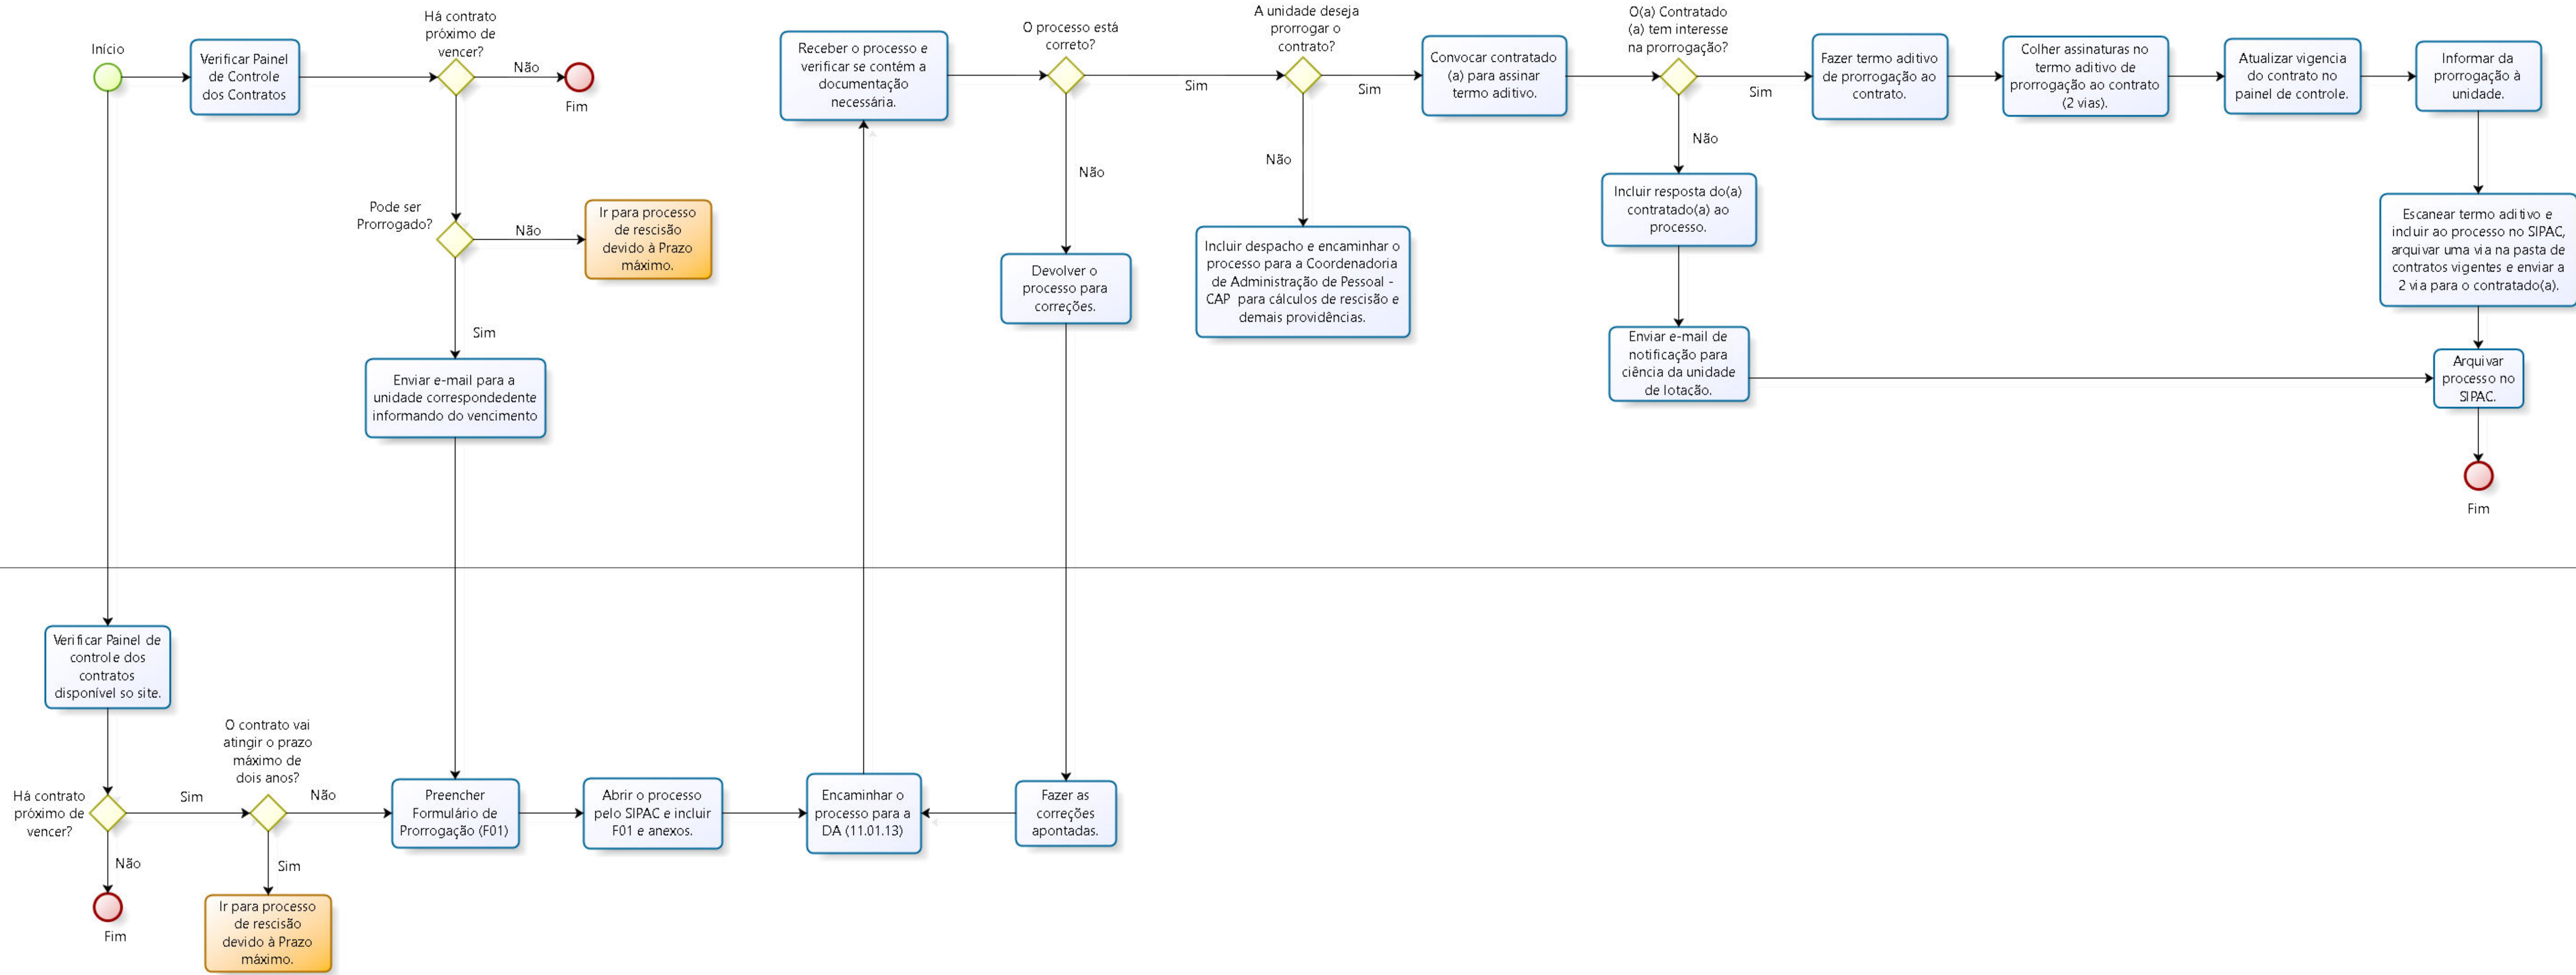 Início
Verificar Painel
de Controle
dos Contratos
Há contrato
próximo de
vencer?
Não
Fim
Pode ser
Prorrogado?
Não
Ir para processo
de rescisão
devido à Prazo
máximo.
Sim
Enviar e-mail para a
unidade correspondedente
informando do vencimento
Receber o processo e
verificar se contém a
documentação
necessária.
O processo está
correto?
Sim
Não
Devolver o
processo para
correções.
A unidade deseja
prorrogar o
contrato?
Sim
Não
Incluir despacho e encaminhar o
processo para a Coordenadoria
de Administração de Pessoal -
CAP para cálculos de rescisão e
demais providências.
Convocar contratado
(a) para assinar
termo aditivo.
O(a) Contratado
(a) tem interesse
na prorrogação?
Sim
Não
Incluir resposta do(a)
contratado(a) ao
processo.
Enviar e-mail de
notificação para
ciência da unidade
de lotação.
Fazer termo aditivo
de prorrogação ao
contrato.
Colher assinaturas no
termo aditivo de
prorrogação ao contrato
(2 vias).
Atualizar vigencia
do contrato no
painel de controle.
Informar da
prorrogação à
unidade.
Escanear termo aditivo e
incluir ao processo no SIPAC,
arquivar uma via na pasta de
contratos vigentes e enviar a
2 via para o contratado(a).
Arquivar
processo no
SIPAC.
Fim
Verificar Painel de
controle dos
contratos
disponível so site.
Há contrato
próximo de
vencer?
Sim
Não
Fim
O contrato vai
atingir o prazo
máximo de
dois anos?
Não
Sim
Ir para processo
de rescisão
devido à Prazo
máximo.
Preencher
Formulário de
Prorrogação (F01)
Abrir o processo
pelo SIPAC e incluir
F01 e anexos.
Encaminhar o
processo para a
DA (11.01.13)
Fazer as
correções
apontadas.